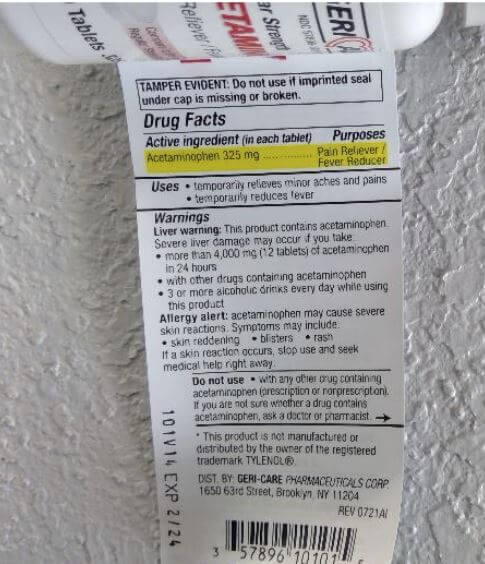 GERI CA
NDC 5789
ar Strength
ETAMI
Reliever / F
Tablets
TAMPER EVIDENT: Do not use if imprinted seal
under cap is missing or broken.
Drug Facts
Active ingredient (in each tablet) Purposes
Acetaminophen 325 mg ............... Pain Reliever /
Fever Reducer
Uses • temporarily relieves minor aches and pains
• temporarily reduces fever
Warnings
Liver warning: This product contains acetaminophen.
Severe liver damage may occur if you take:
• more than 4,000 mg (12 tablets) of acetaminophen
in 24 hours
• with other drugs containing acetaminophen
• 3 or more alcoholic drinks every day while using
this product
Allergy alert: acetaminophen may cause severe
skin reactions. Symptoms may include:
• skin reddening • blisters • rash
If a skin reaction occurs, stop use and seek
medical help right away.
Do not use • with any other drug containing
acetaminophen (prescription or nonprescription).
If you are not sure whether a drug contains
acetaminophen, ask a doctor or pharmacist. →
* This product is not manufactured or
distributed by the owner of the registered
trademark TYLENOL®.
DIST. BY: GERI-CARE PHARMACEUTICALS CORP.
1650 63rd Street, Brooklyn, NY 11204
REV 0721AI
101V14 EXP 2/24
3 57896 10101